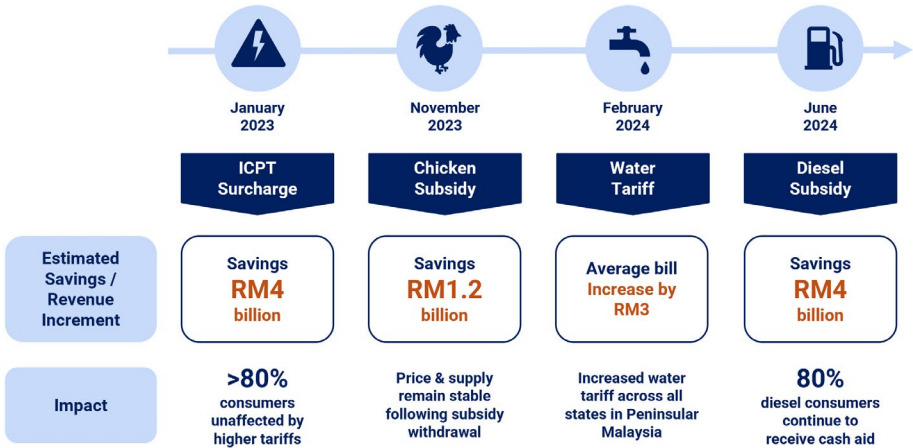 January
2023
November
2023
February
2024
June
2024
ICPT
Surcharge
Chicken
Subsidy
Water
Tariff
Diesel
Subsidy
Estimated
Savings /
Revenue
Increment
Savings
RM4
billion
Savings
RM1.2
billion
Average bill
Increase by
RM3
Savings
RM4
billion
Impact
>80%
consumers
unaffected by
higher tariffs
Price & supply
remain stable
following subsidy
withdrawal
Increased water
tariff across all
states in Peninsular
Malaysia
80%
diesel consumers
continue to
receive cash aid